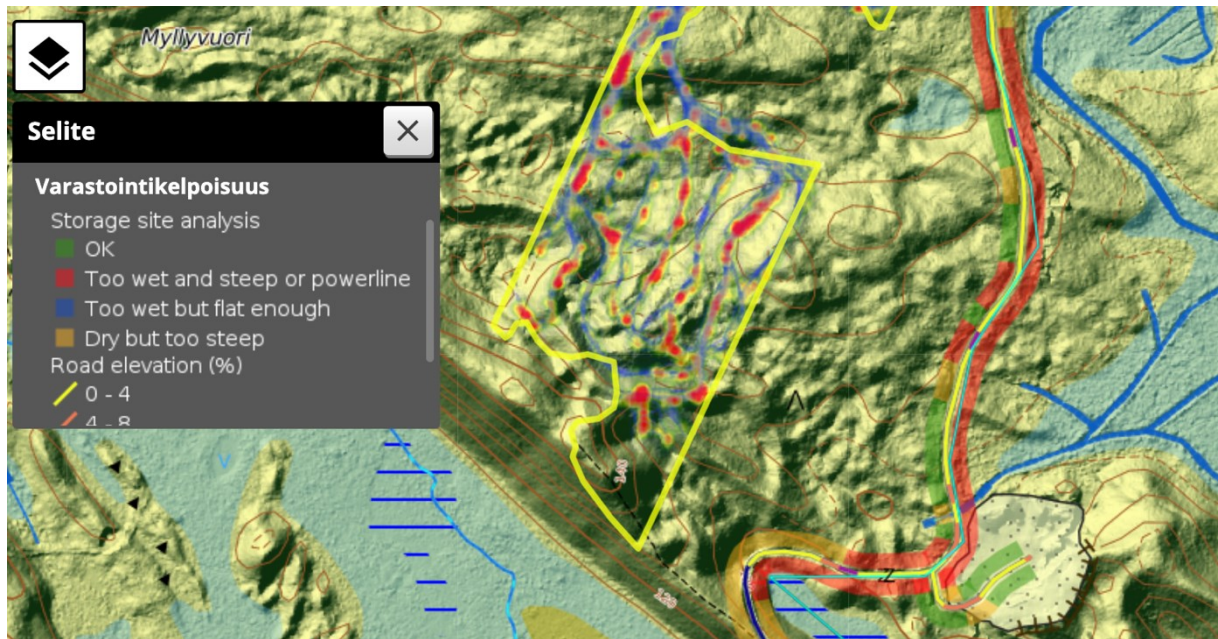 Myllyvuori
Selite
Varastointikelpoisuus
Storage site analysis
OK
Too wet and steep or powerline
Too wet but flat enough
Dry but too steep
Road elevation (%)
0 - 4
4 - 8
140
Z